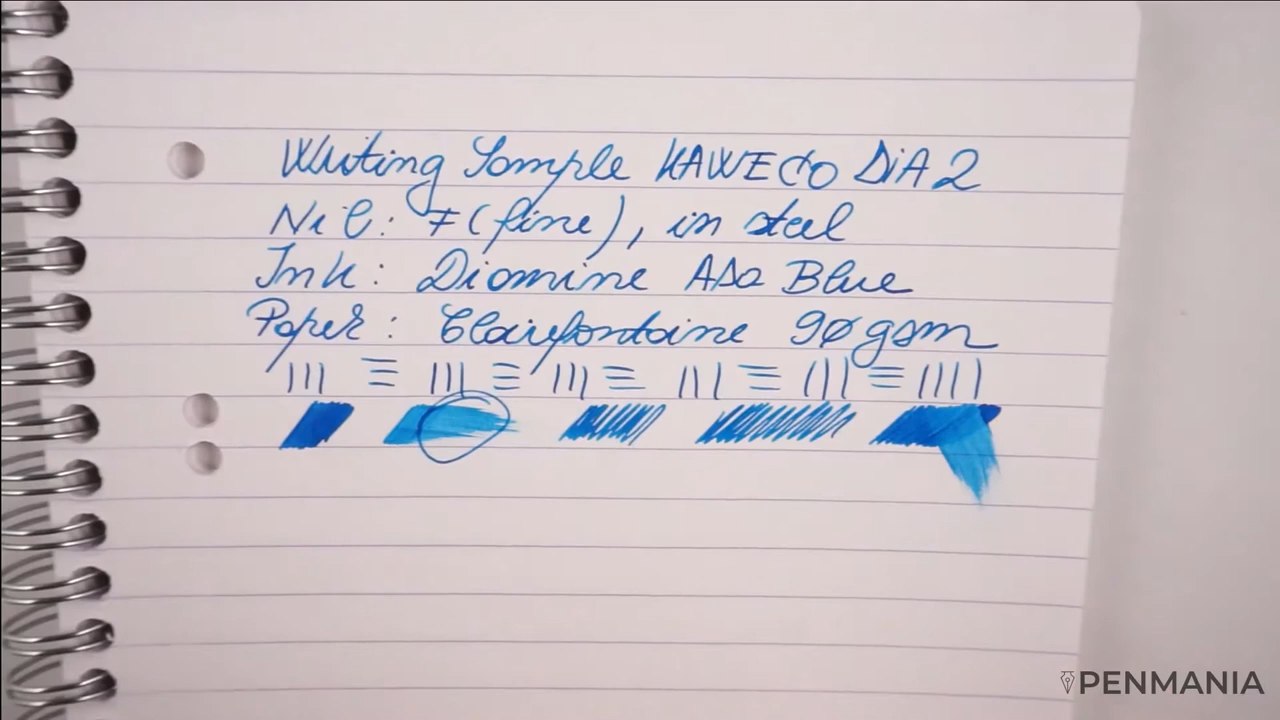 Writing Sample KAWECO DIA 2
Nib: F (fine), in steel
Ink: Diamine ASA Blue
Paper: Clairefontaine 90 gsm
PENMANIA